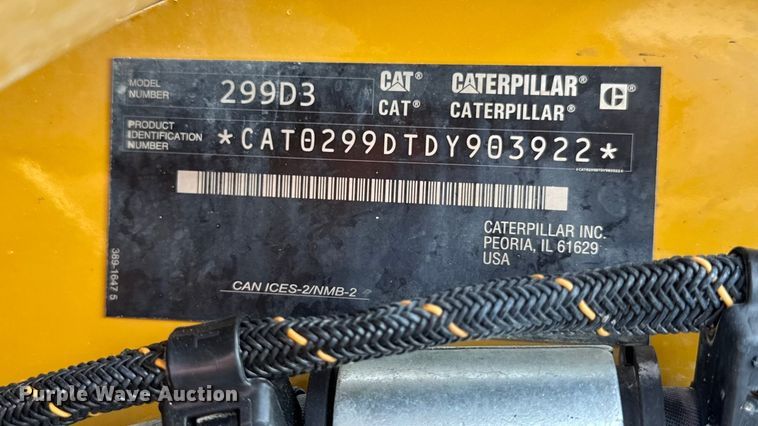 MODEL NUMBER 299D3 CAT® CATERPILLAR® C
CAT® CATERPILLAR®
PRODUCT IDENTIFICATION NUMBER *CAT0299DTDY903922*
*CAT0299DTDY903922*
CATERPILLAR INC.
PEORIA, IL 61629
USA
389-1647 5
CAN ICES-2/NMB-2
Purple Wave Auction